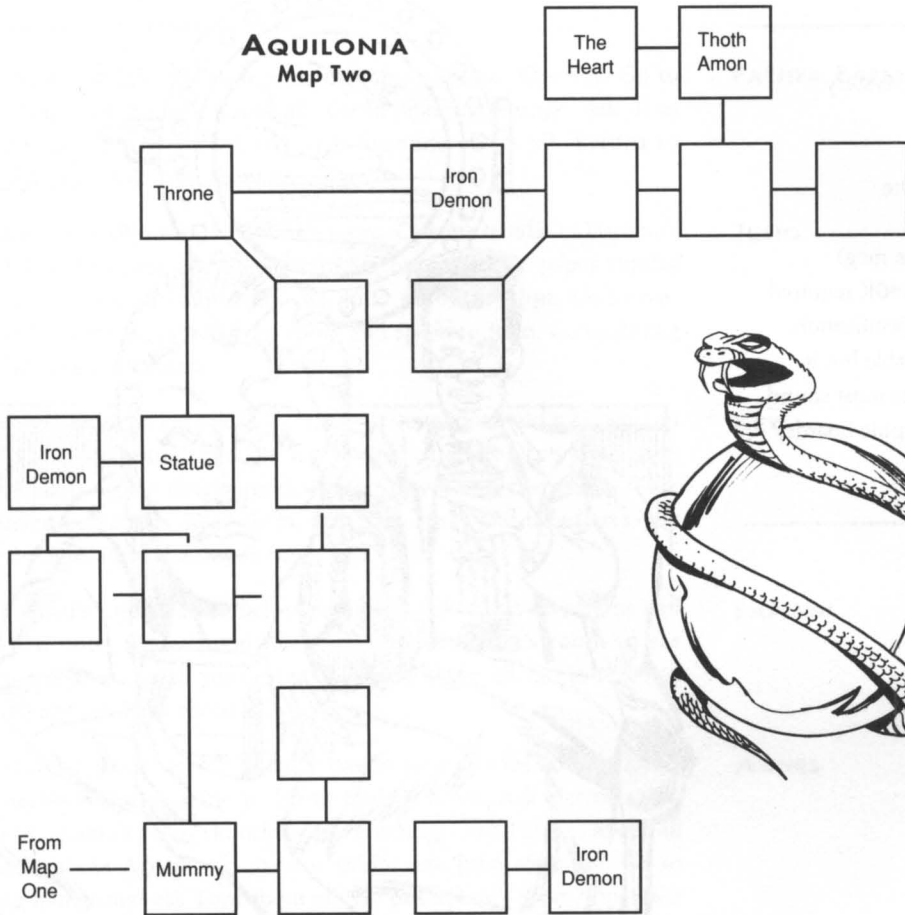 AQUILONIA
Map Two
The
Heart
Thoth
Amon
Throne
Iron
Demon
Iron
Demon
Statue
From
Map
One
Mummy
Iron
Demon